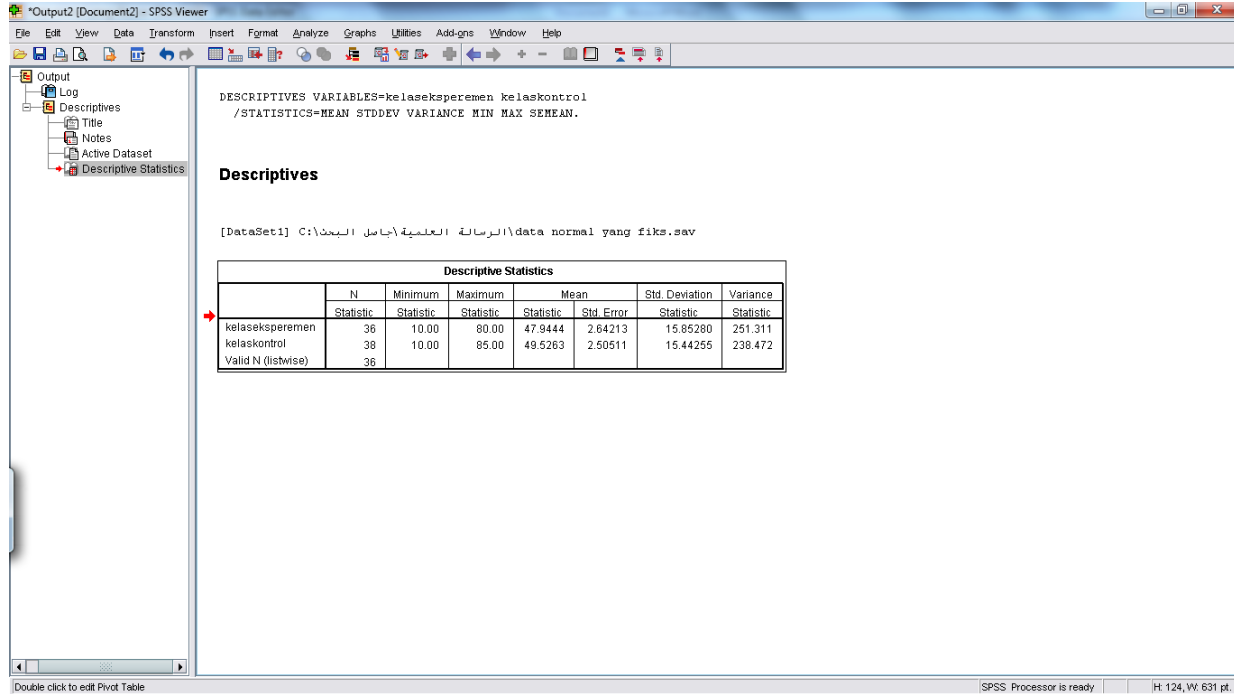 *Output2 [Document2] - SPSS Viewer
File Edit View Data Transform Insert Format Analyze Graphs Utilities Add-ons Window Help
Output
Log
Descriptives
Title
Notes
Active Dataset
Descriptive Statistics
DESCRIPTIVES VARIABLES=kelaseksperemen kelaskontrol
/STATISTICS=MEAN STDDEV VARIANCE MIN MAX SEMEAN.
Descriptives
[DataSet1] C:\الرسالة العلمية\جاصل البحث\data normal yang fiks.sav
Descriptive Statistics
N Minimum Maximum Mean Std. Deviation Variance
Statistic Statistic Statistic Statistic Std. Error Statistic Statistic
kelaseksperemen 36 10.00 80.00 47.9444 2.64213 15.85280 251.311
kelaskontrol 38 10.00 85.00 49.5263 2.50511 15.44255 238.472
Valid N (listwise) 36
Double click to edit Pivot Table SPSS Processor is ready H: 124, W: 631 pt.